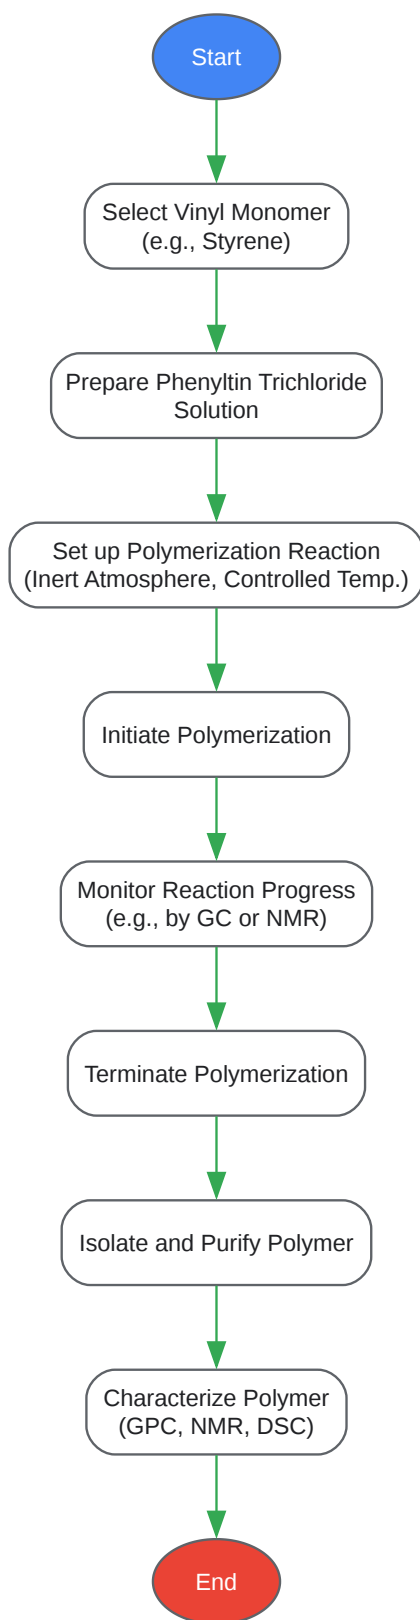 Start
Select Vinyl Monomer
(e.g., Styrene)
Prepare Phenyltin Trichloride
Solution
Set up Polymerization Reaction
(Inert Atmosphere, Controlled Temp.)
Initiate Polymerization
Monitor Reaction Progress
(e.g., by GC or NMR)
Terminate Polymerization
Isolate and Purify Polymer
Characterize Polymer
(GPC, NMR, DSC)
End